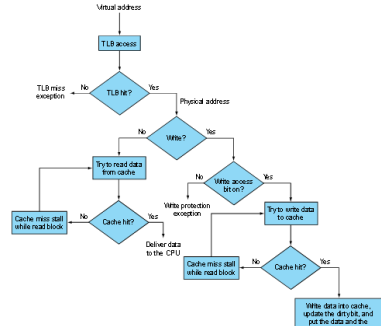 Virtual address
TLB access
TLB miss
exception
No
TLB hit?
Yes
Physical address
No
Write?
Yes
Try to read data
from cache
No
Write access
bit on?
Yes
Write protection
exception
Try to write data
to cache
Cache miss stall
while read block
No
Cache hit?
Yes
Deliver data
to the CPU
Cache miss stall
while read block
No
Cache hit?
Yes
Write data into cache,
update the dirty bit, and
put the data and the